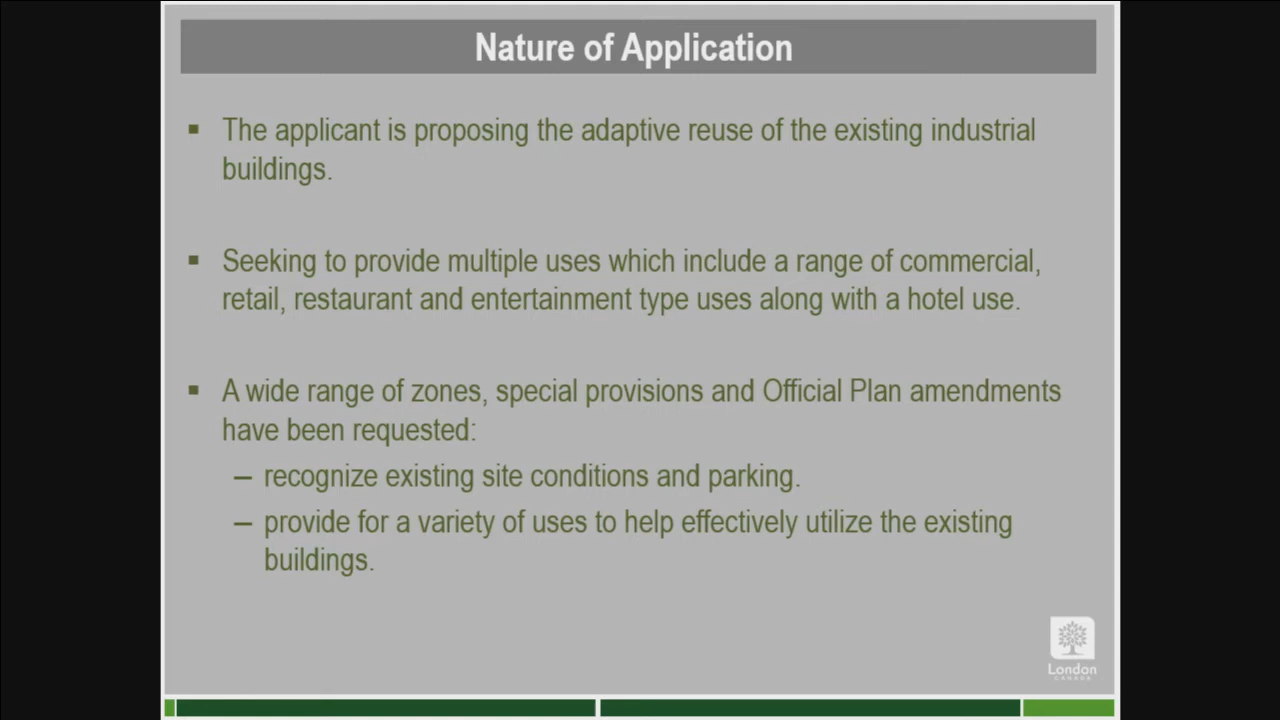 Nature of Application
▪ The applicant is proposing the adaptive reuse of the existing industrial
buildings.
▪ Seeking to provide multiple uses which include a range of commercial,
retail, restaurant and entertainment type uses along with a hotel use.
▪ A wide range of zones, special provisions and Official Plan amendments
have been requested:
– recognize existing site conditions and parking.
– provide for a variety of uses to help effectively utilize the existing
buildings.
London
CANADA